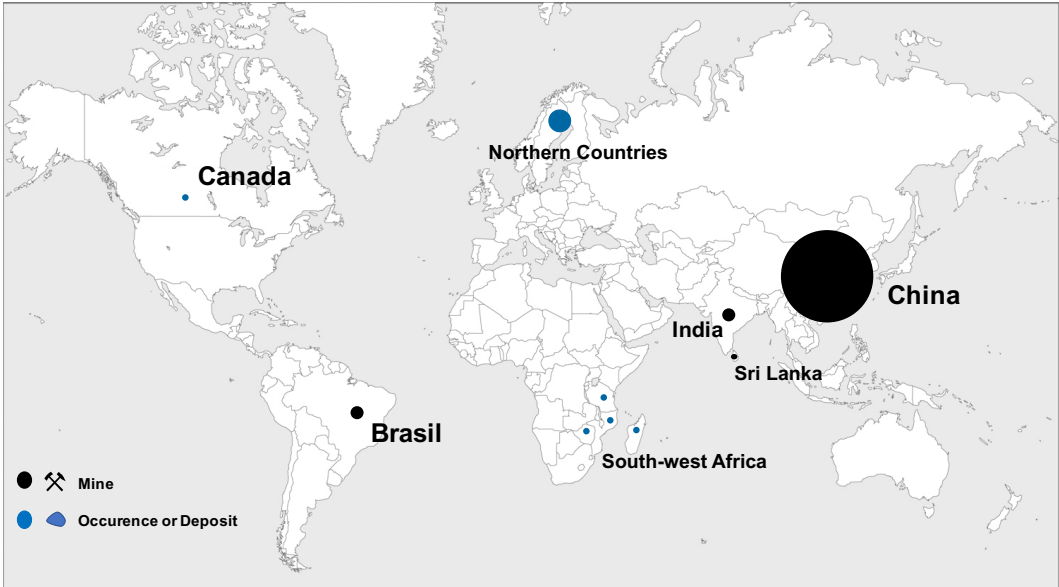 Northern Countries
Canada
China
India
Sri Lanka
Brasil
South-west Africa
Mine
Occurence or Deposit